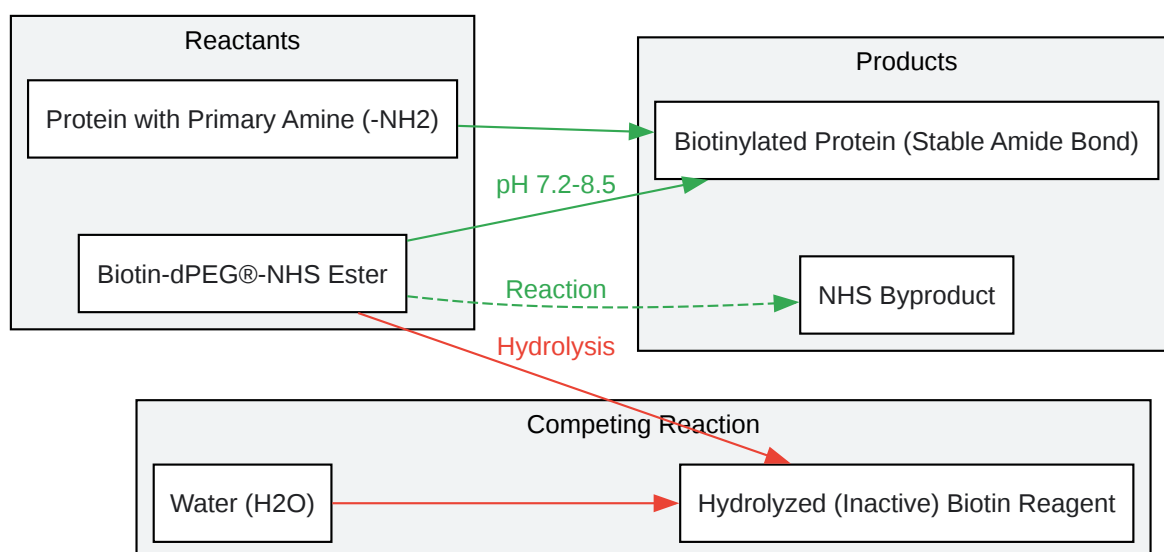 Reactants
Products
Protein with Primary Amine (-NH2)
Biotinylated Protein (Stable Amide Bond)
pH 7.2-8.5
Biotin-dPEG®-NHS Ester
Reaction
NHS Byproduct
Hydrolysis
Competing Reaction
Water (H2O)
Hydrolyzed (Inactive) Biotin Reagent